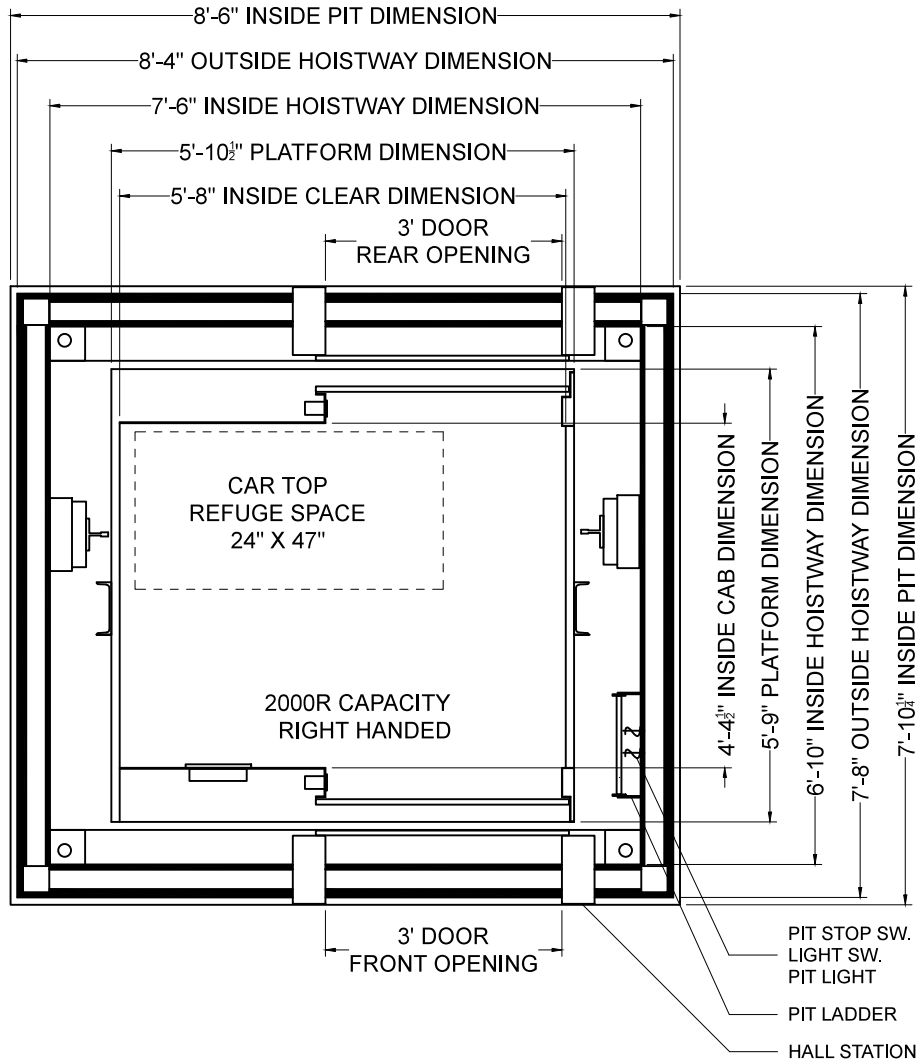 8'-6" INSIDE PIT DIMENSION
8'-4" OUTSIDE HOISTWAY DIMENSION
7'-6" INSIDE HOISTWAY DIMENSION
5'-10½" PLATFORM DIMENSION
5'-8" INSIDE CLEAR DIMENSION
3' DOOR
REAR OPENING
CAR TOP
REFUGE SPACE
24" X 47"
2000R CAPACITY
RIGHT HANDED
4'-4½" INSIDE CAB DIMENSION
5'-9" PLATFORM DIMENSION
6'-10" INSIDE HOISTWAY DIMENSION
7'-8" OUTSIDE HOISTWAY DIMENSION
7'-10¼" INSIDE PIT DIMENSION
3' DOOR
FRONT OPENING
PIT STOP SW.
LIGHT SW.
PIT LIGHT
PIT LADDER
HALL STATION